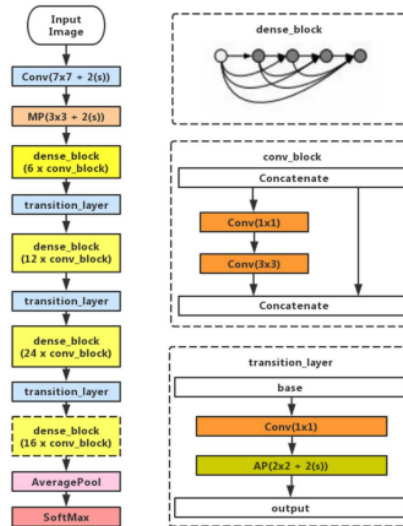 Input
Image
Conv(7x7 + 2(s))
MP(3x3 + 2(s))
dense_block
(6 x conv_block)
transition_layer
dense_block
(12 x conv_block)
transition_layer
dense_block
(24 x conv_block)
transition_layer
dense_block
(16 x conv_block)
AveragePool
SoftMax
dense_block
conv_block
Concatenate
Conv(1x1)
Conv(3x3)
Concatenate
transition_layer
base
Conv(1x1)
AP(2x2 + 2(s))
output